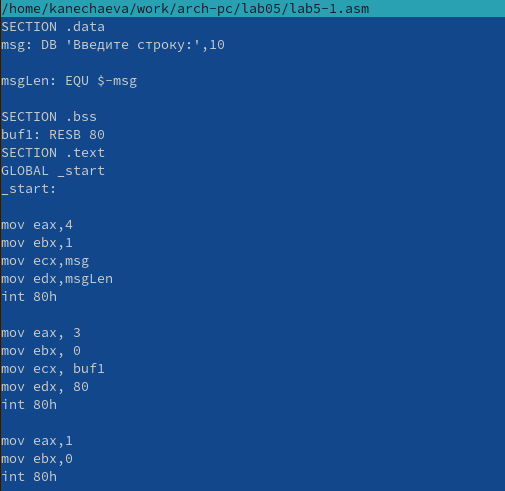 /home/kanechaeva/work/arch-pc/lab05/lab5-1.asm
SECTION .data
msg: DB 'Введите строку:',10
msgLen: EQU $-msg
SECTION .bss
buf1: RESB 80
SECTION .text
GLOBAL _start
_start:
mov eax,4
mov ebx,1
mov ecx,msg
mov edx,msgLen
int 80h
mov eax, 3
mov ebx, 0
mov ecx, buf1
mov edx, 80
int 80h
mov eax,1
mov ebx,0
int 80h